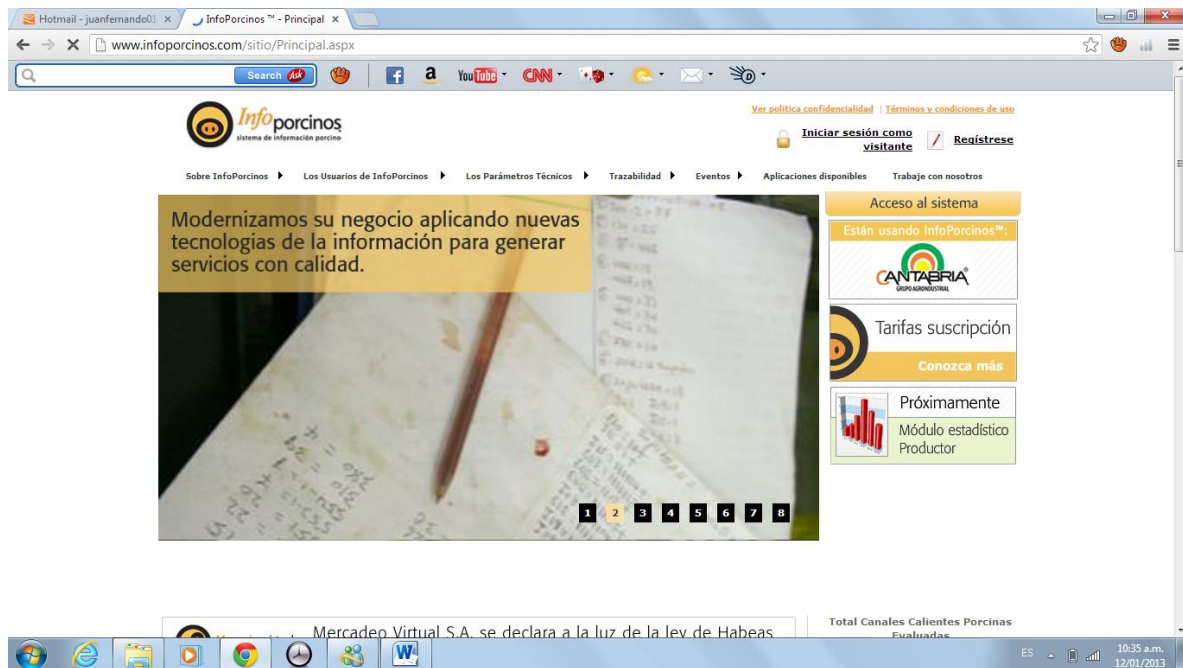 Hotmail - juanfernando01
InfoPorcinos ™ - Principal
www.infoporcinos.com/sitio/Principal.aspx
Search Ask
f a You Tube CNN
Infoporcinos
sistema de información porcino
Ver política confidencialidad | Términos y condiciones de uso
Iniciar sesión como
visitante
Regístrese
Sobre InfoPorcinos Los Usuarios de InfoPorcinos Los Parámetros Técnicos Trazabilidad Eventos Aplicaciones disponibles Trabaje con nosotros
Modernizamos su negocio aplicando nuevas
tecnologias de la información para generar
servicios con calidad.
1 2 3 4 5 6 7 8
Acceso al sistema
Están usando InfoPorcinos™:
CANTABRIA
GRUPO AGROINDUSTRIAL
Tarifas suscripción
Conozca más
Próximamente
Módulo estadístico
Productor
Mercadeo Virtual S.A. se declara a la luz de la ley de Habeas
Total Canales Calientes Porcinas
Evaluadas
ES
10:35 a.m.
12/01/2013